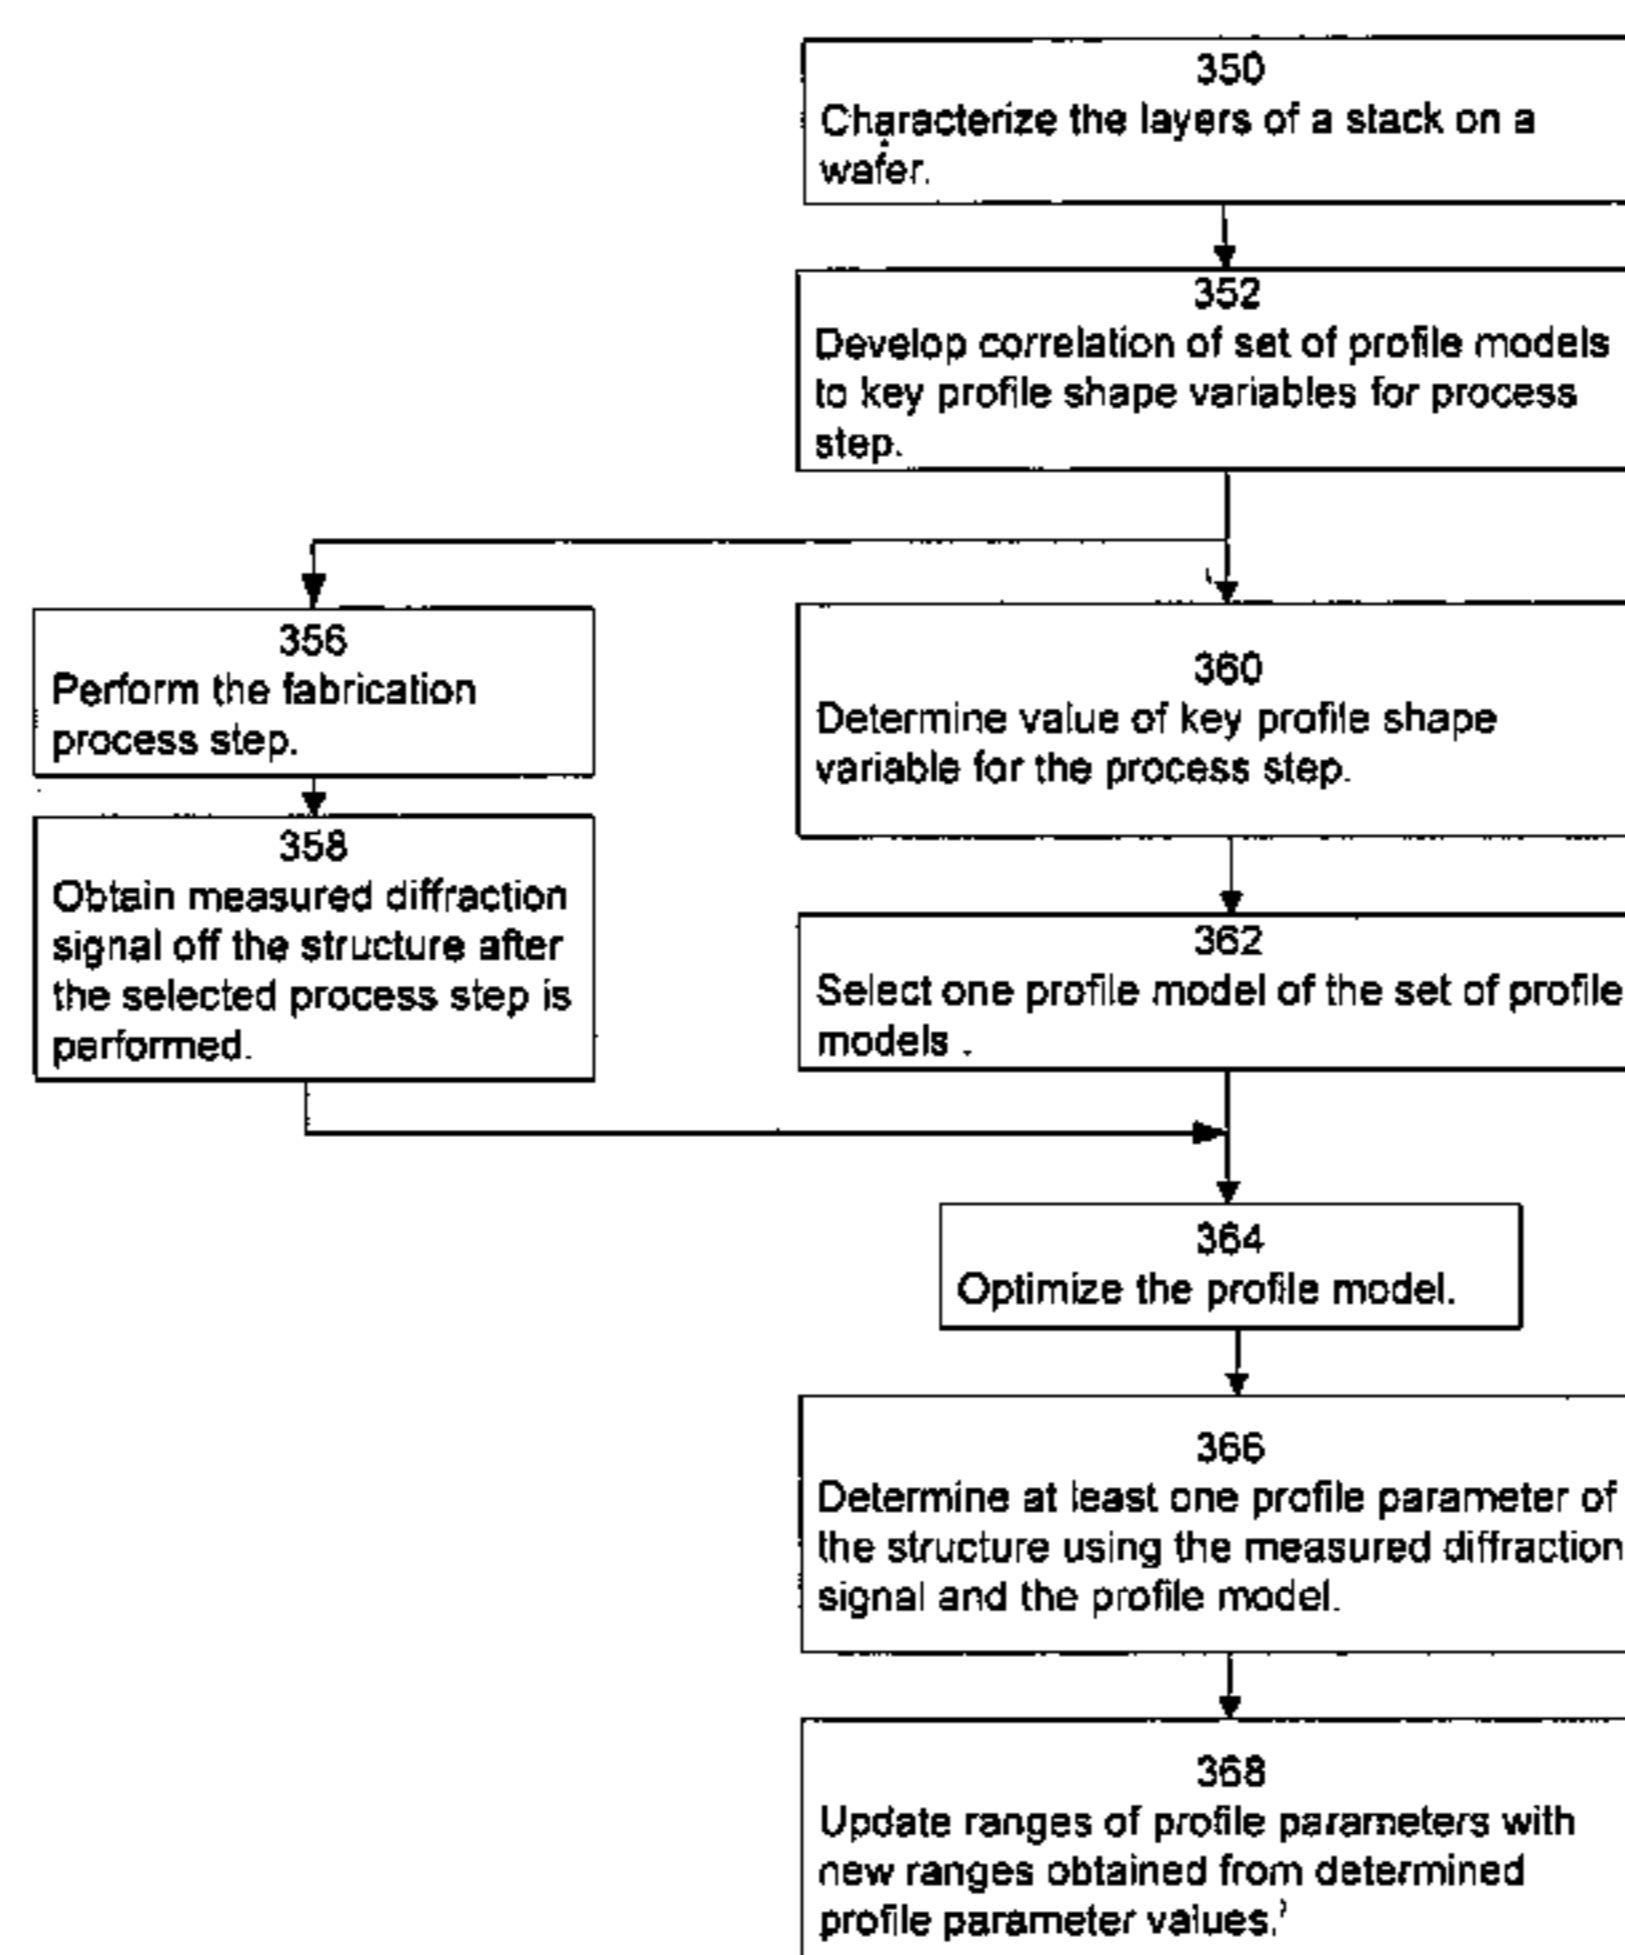 350
Characterize the layers of a stack on a
wafer.
352
Develop correlation of set of profile models
to key profile shape variables for process
step.
356
Perform the fabrication
process step.
358
Obtain measured diffraction
signal off the structure after
the selected process step is
performed.
360
Determine value of key profile shape
variable for the process step.
362
Select one profile model of the set of profile
models .
364
Optimize the profile model.
366
Determine at least one profile parameter of
the structure using the measured diffraction
signal and the profile model.
368
Update ranges of profile parameters with
new ranges obtained from determined
profile parameter values.